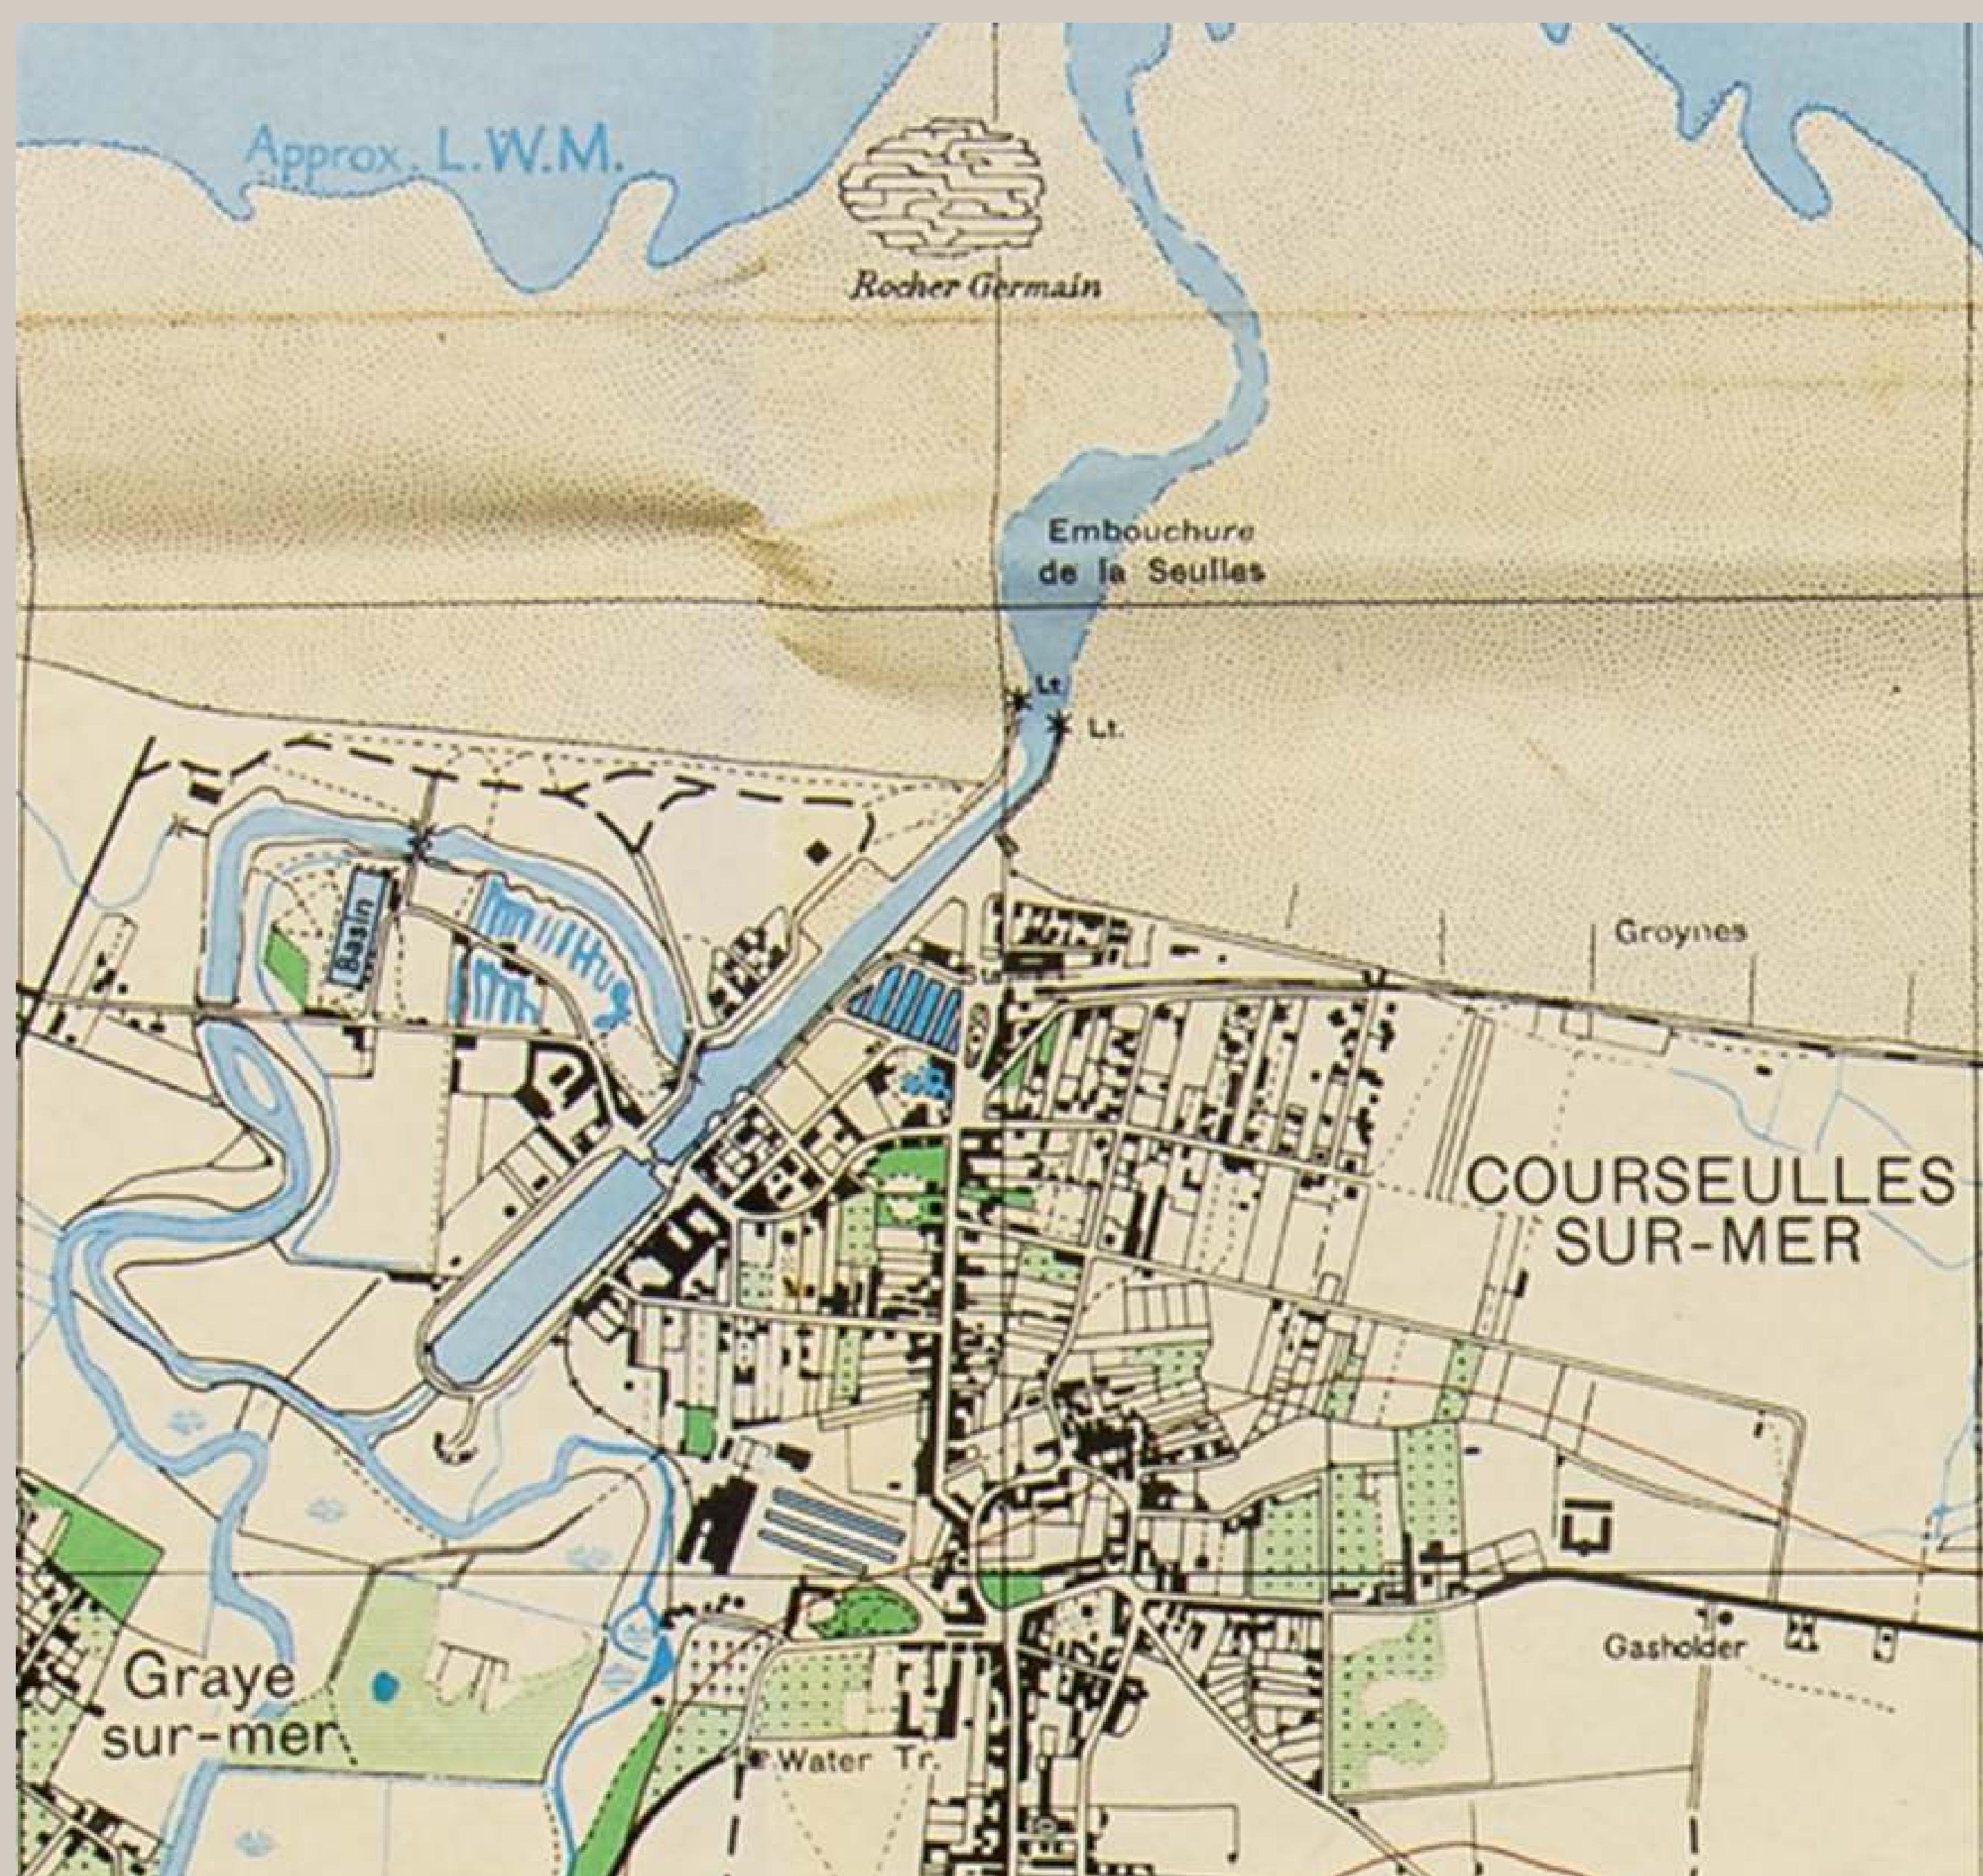 Approx. L.W.M.
Rocher Germain
Embouchure
de la Seulles
Lt.
Lt.
Groynes
Basin
COURSEULLES
SUR-MER
Gasholder
Graye
sur-mer
Water Tr.